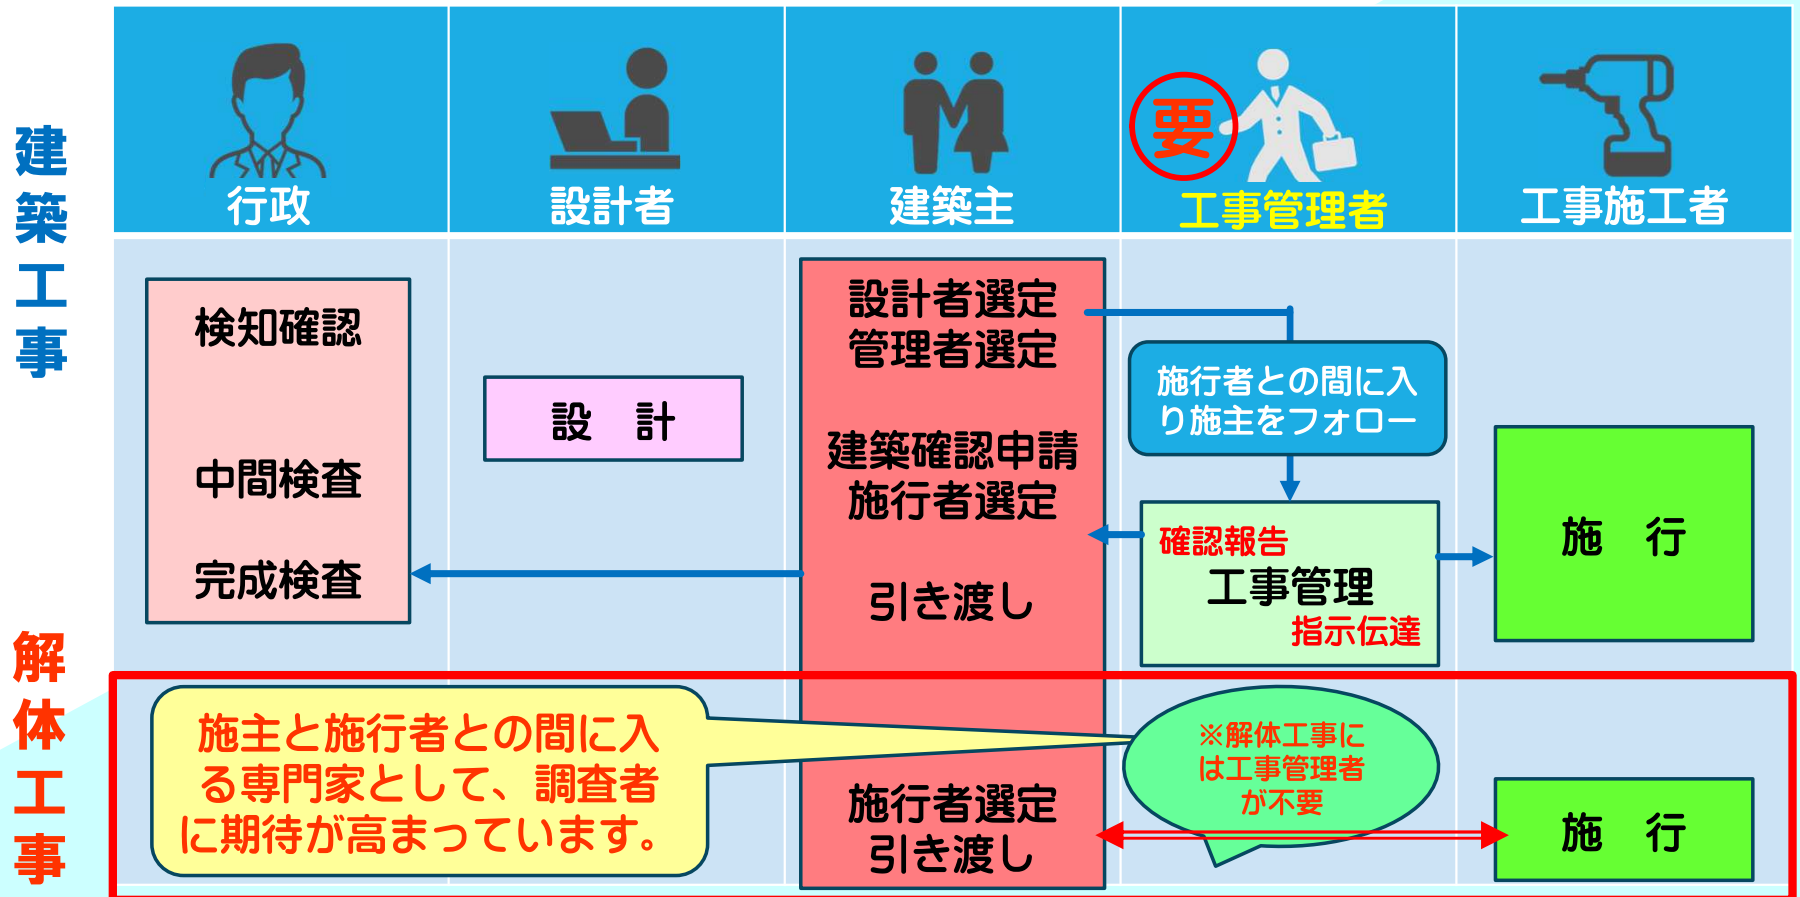 建築工事
行政
設計者
建築主
要
工事管理者
工事施工者
検知確認
中間検査
完成検査
設 計
設計者選定
管理者選定
建築確認申請
施行者選定
引き渡し
施行者との間に入
り施主をフォロー
確認報告
工事管理
指示伝達
施 行
解体工事
施主と施行者との間に入
る専門家として、調査者
に期待が高まっています。
施行者選定
引き渡し
※解体工事に
は工事管理者
が不要
施 行